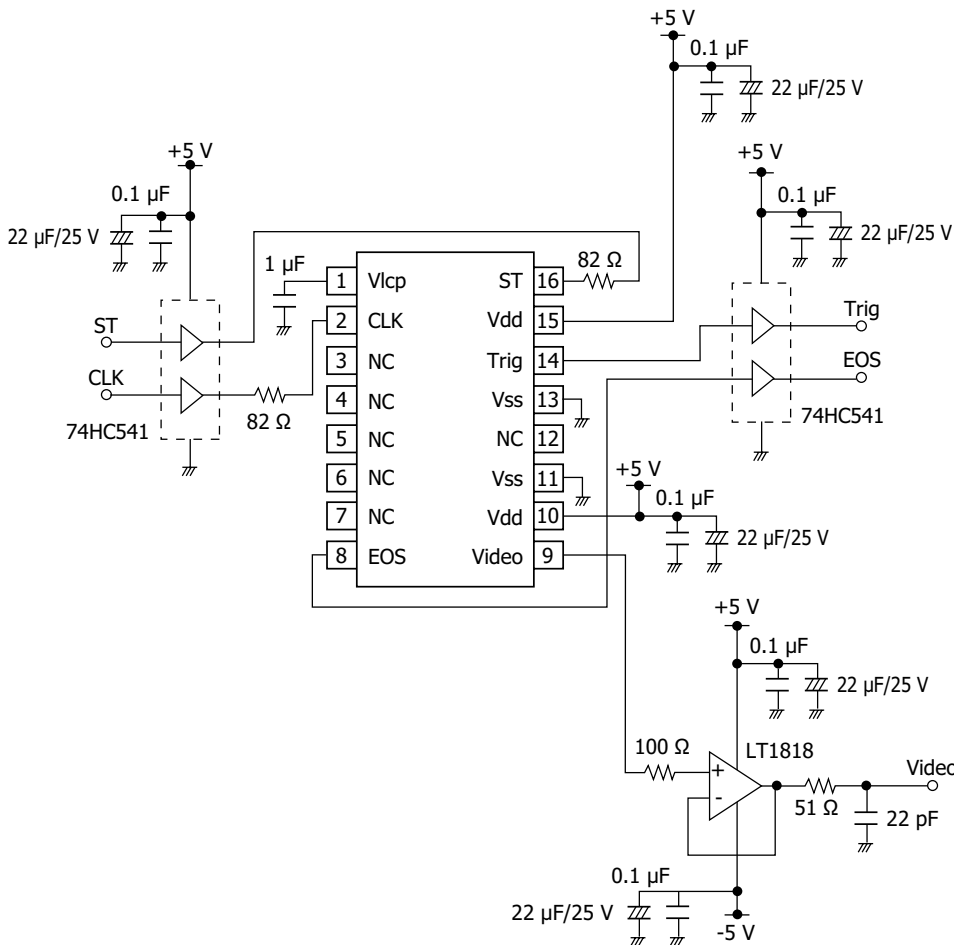 +5 V
0.1 µF
22 µF/25 V
+5 V
0.1 µF
22 µF/25 V
+5 V
0.1 µF
22 µF/25 V
ST
CLK
74HC541
82 Ω
1 µF
82 Ω
1 Vlcp
2 CLK
3 NC
4 NC
5 NC
6 NC
7 NC
8 EOS
ST 16
Vdd 15
Trig 14
Vss 13
NC 12
Vss 11
Vdd 10
Video 9
Trig
EOS
74HC541
+5 V
0.1 µF
22 µF/25 V
+5 V
0.1 µF
22 µF/25 V
100 Ω
LT1818
+
-
51 Ω
Video
22 pF
0.1 µF
22 µF/25 V
-5 V